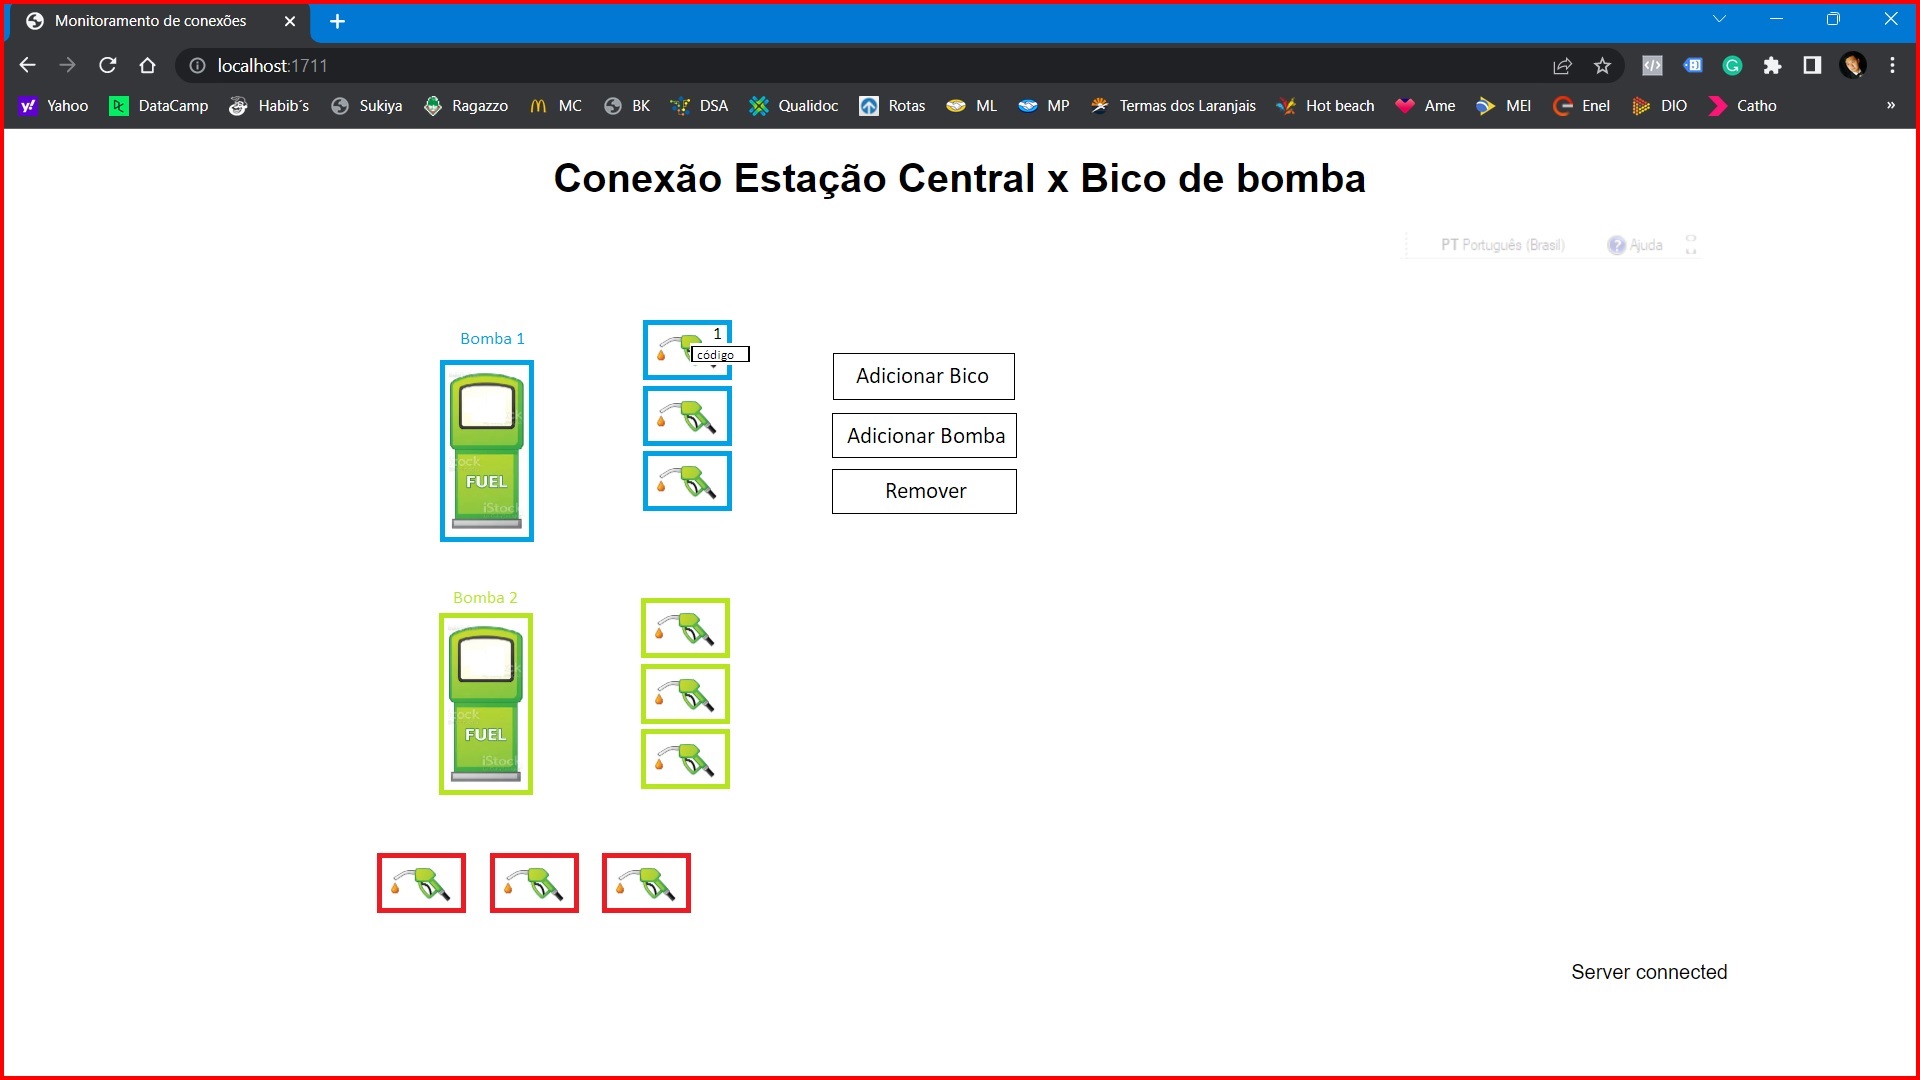 Monitoramento de conexões
localhost:1711
Yahoo DataCamp Habib´s Sukiya Ragazzo MC BK DSA Qualidoc Rotas ML MP Termas dos Laranjais Hot beach Ame MEI Enel DIO Catho »
Conexão Estação Central x Bico de bomba
PT Português (Brasil) ? Ajuda
Bomba 1
1
código
Adicionar Bico
Adicionar Bomba
Remover
FUEL
iStock
Bomba 2
FUEL
iStock
Server connected